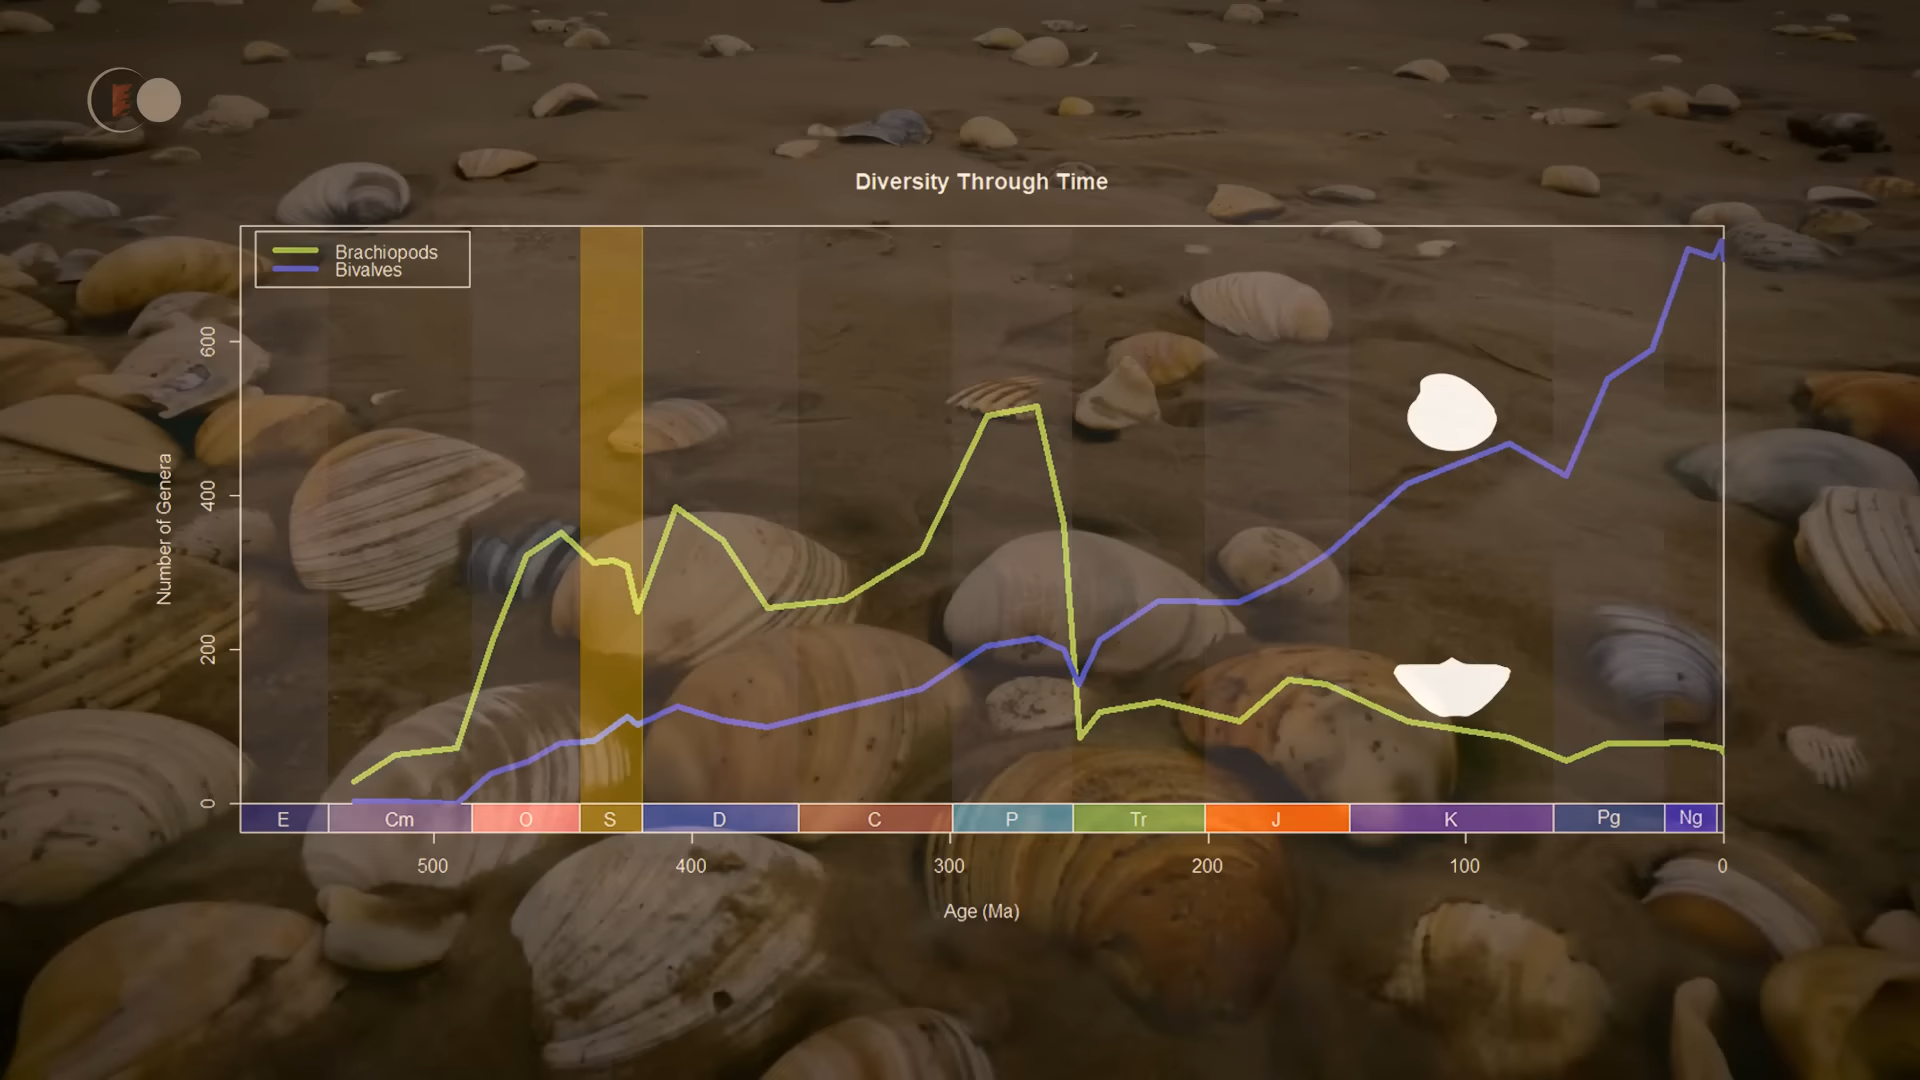 Diversity Through Time
Brachiopods
Bivalves
Number of Genera
600
400
200
0
E Cm O S D C P Tr J K Pg Ng
500 400 300 200 100 0
Age (Ma)